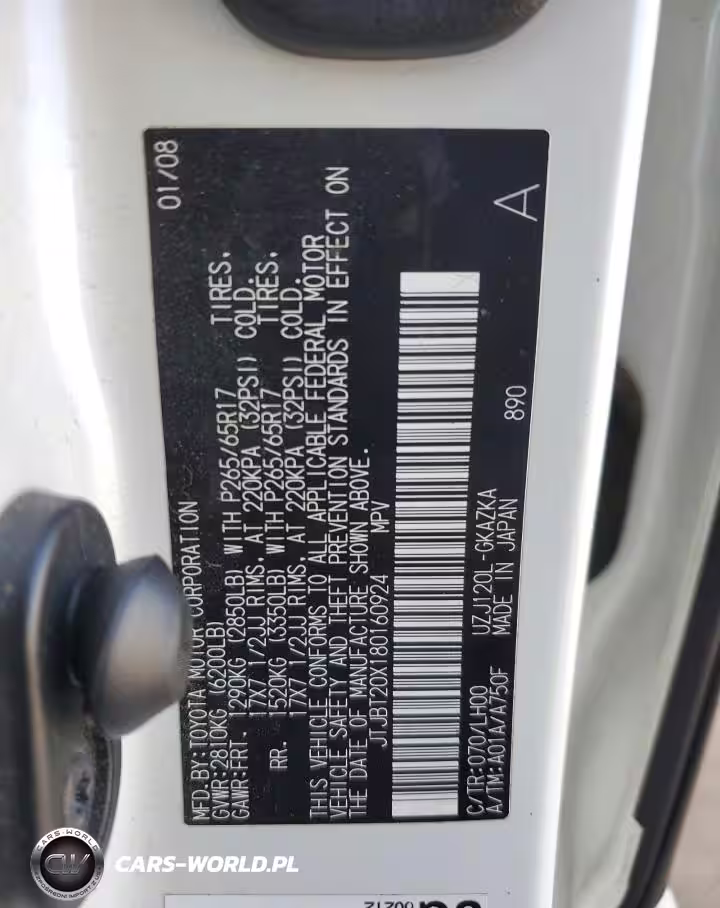 MFD.BY:TOYOTA MOTOR CORPORATION 01/08
GVWR:2810KG (6200LB)
GAWR:FRT. 1290KG (2850LB) WITH P265/65R17 TIRES,
17X7 1/2JJ RIMS, AT 220KPA (32PSI) COLD.
RR. 1520KG (3350LB) WITH P265/65R17 TIRES,
17X7 1/2JJ RIMS, AT 220KPA (32PSI) COLD.
THIS VEHICLE CONFORMS TO ALL APPLICABLE FEDERAL MOTOR
VEHICLE SAFETY AND THEFT PREVENTION STANDARDS IN EFFECT ON
THE DATE OF MANUFACTURE SHOWN ABOVE.
JTJBT20X180160924 MPV
C/TR:070/LH00 UZJ120L-GKAZKA 890
A/TM:A01A/A750F MADE IN JAPAN
A
00212
CARS-WORLD
CW
CARS-WORLD.PL